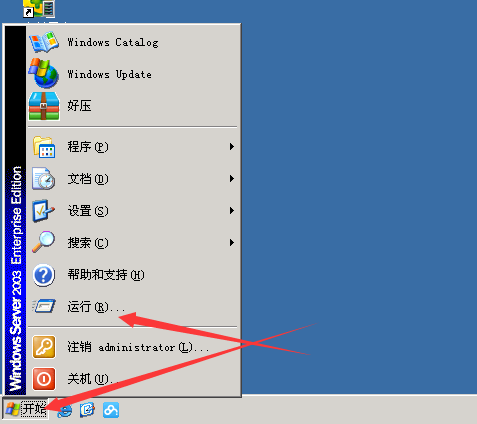 Windows Catalog
Windows Update
好压
程序(P)
文档(D)
设置(S)
搜索(C)
帮助和支持(H)
运行(R)...
注销 administrator(L)...
关机(U)...
Windows Server 2003 Enterprise Edition
开始